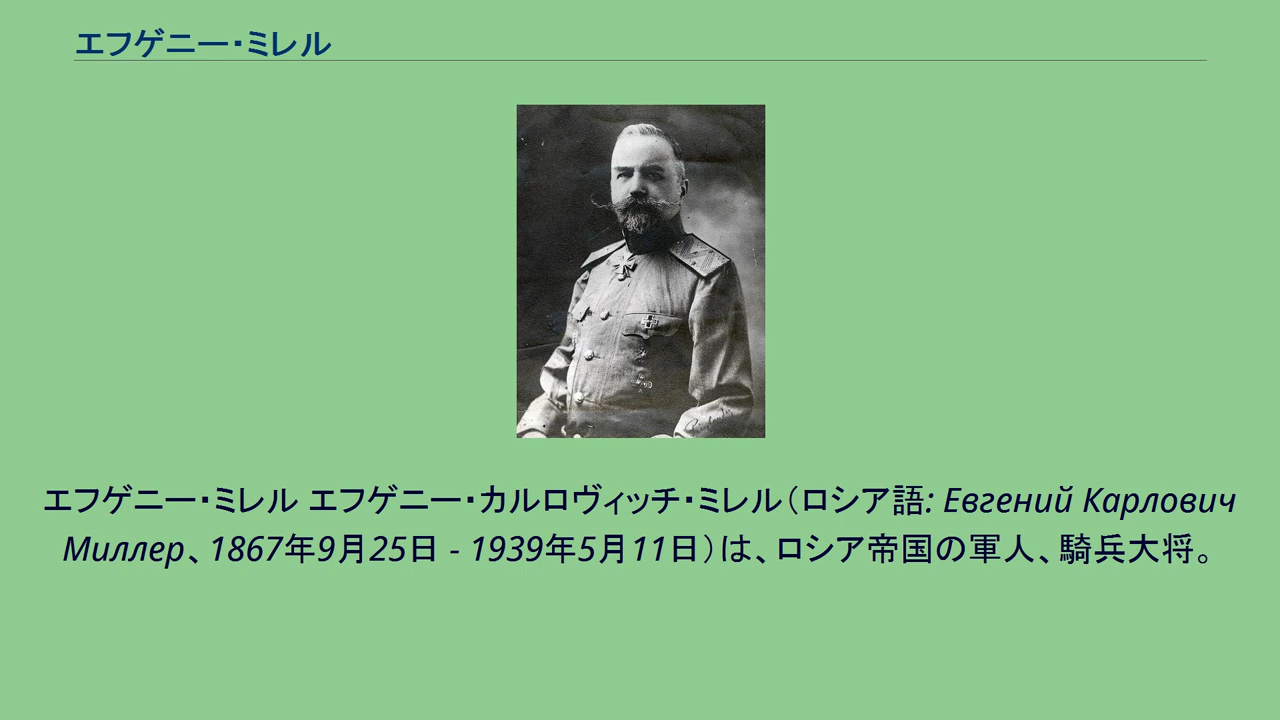 エフゲニー・ミレル
エフゲニー・ミレル エフゲニー・カルロヴィッチ・ミレル（ロシア語: Евгений Карлович
Миллер、1867年9月25日 - 1939年5月11日）は、ロシア帝国の軍人、騎兵大将。